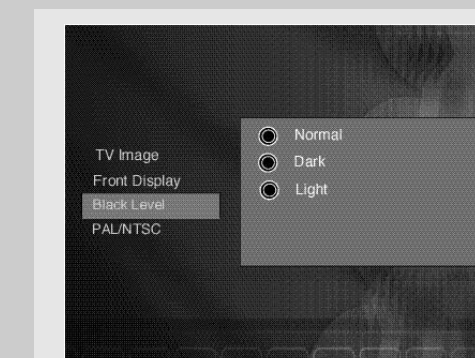 TV Image
Front Display
Black Level
PAL/NTSC
Normal
Dark
Light